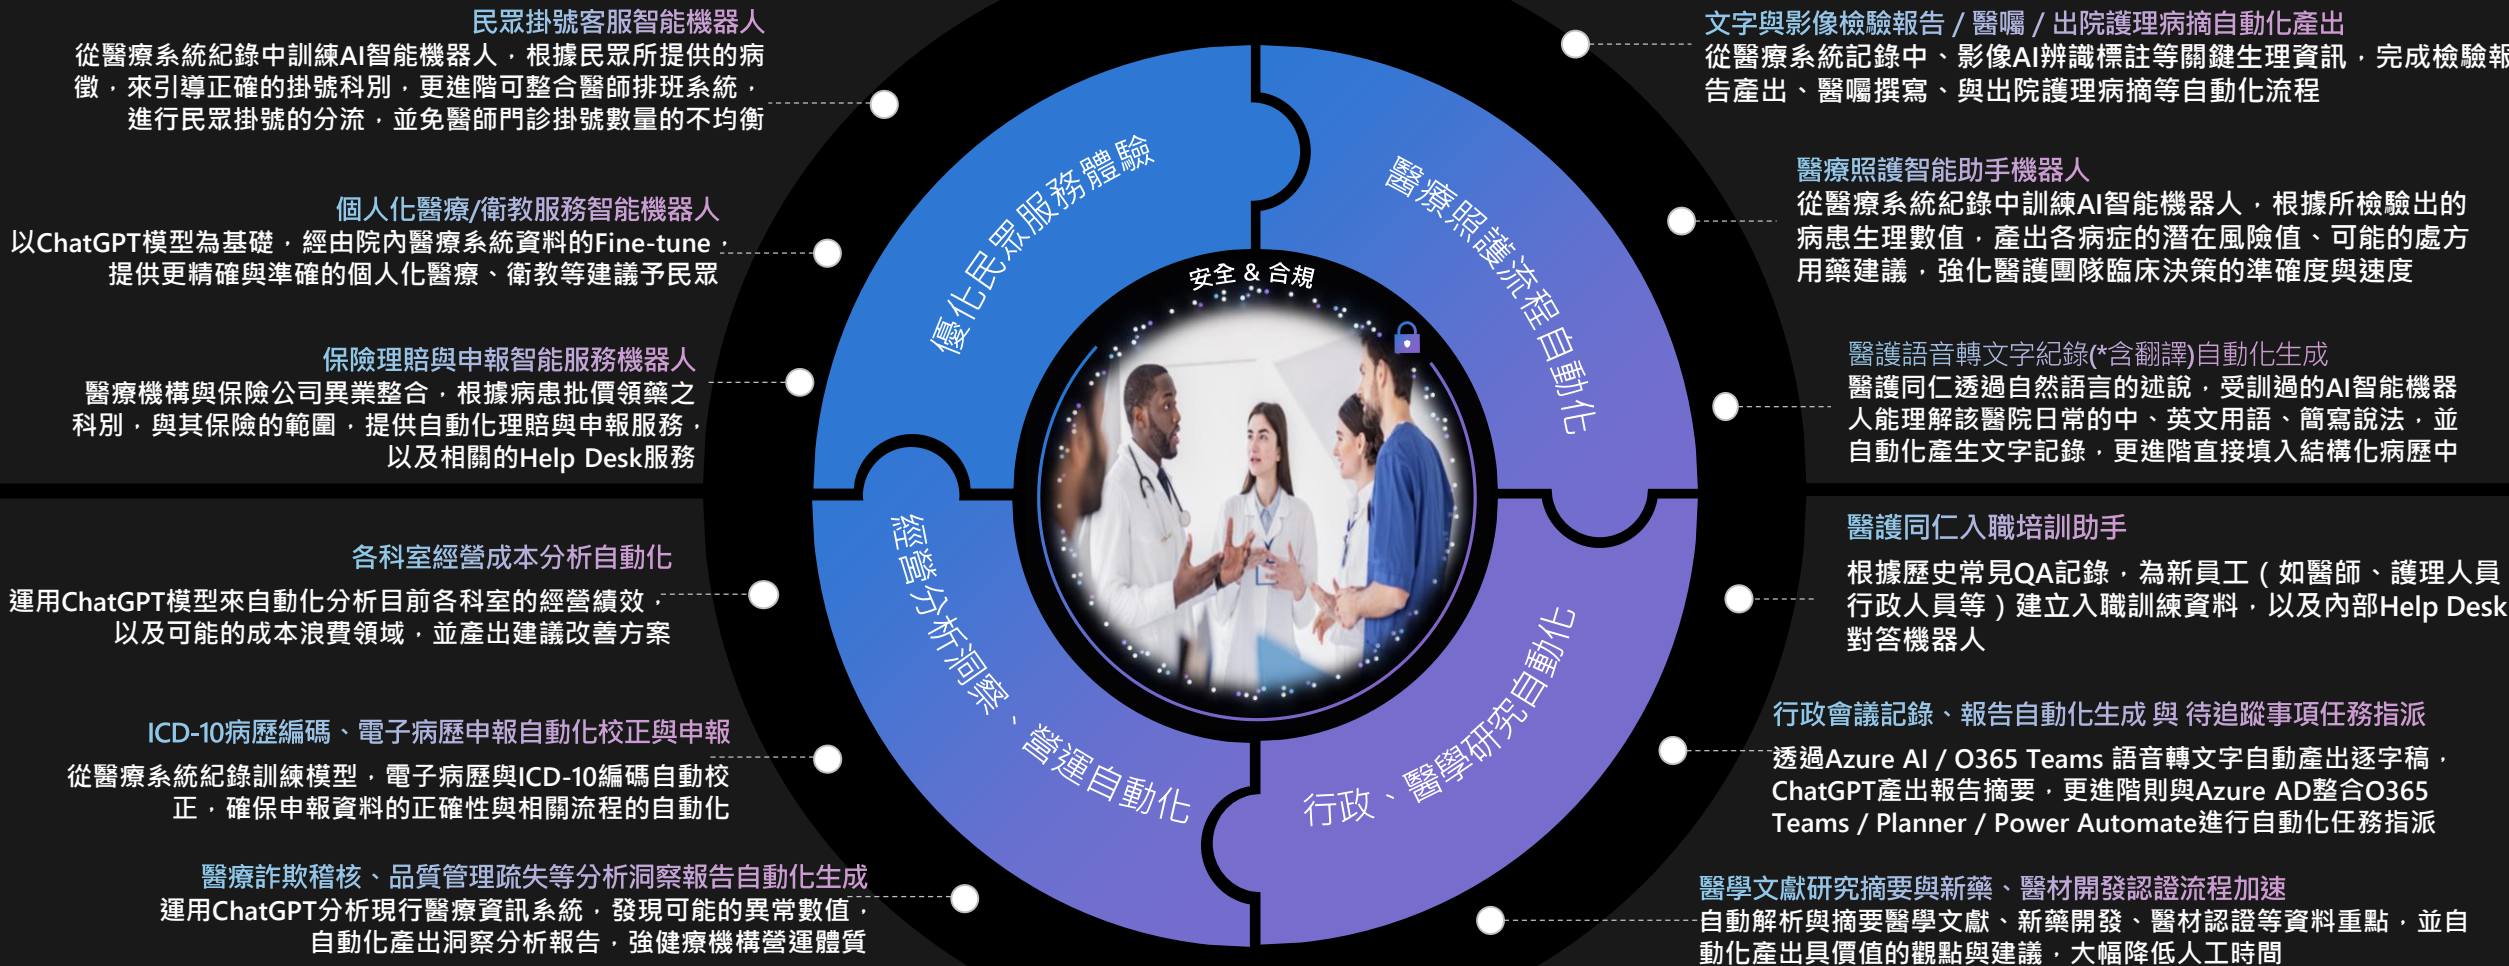 民眾掛號客服智能機器人
從醫療系統紀錄中訓練AI智能機器人，根據民眾所提供的病
徵，來引導正確的掛號科別，更進階可整合醫師排班系統，
進行民眾掛號的分流，並免醫師門診掛號數量的不均衡
個人化醫療/衛教服務智能機器人
以ChatGPT模型為基礎，經由院內醫療系統資料的Fine-tune，
提供更精確與準確的個人化醫療、衛教等建議予民眾
保險理賠與申報智能服務機器人
醫療機構與保險公司異業整合，根據病患批價領藥之
科別，與其保險的範圍，提供自動化理賠與申報服務，
以及相關的Help Desk服務
各科室經營成本分析自動化
運用ChatGPT模型來自動化分析目前各科室的經營績效，
以及可能的成本浪費領域，並產出建議改善方案
ICD-10病歷編碼、電子病歷申報自動化校正與申報
從醫療系統紀錄訓練模型，電子病歷與ICD-10編碼自動校
正，確保申報資料的正確性與相關流程的自動化
醫療詐欺稽核、品質管理疏失等分析洞察報告自動化生成
運用ChatGPT分析現行醫療資訊系統，發現可能的異常數值，
自動化產出洞察分析報告，強健療機構營運體質
優化民眾服務體驗
醫療照護流程自動化
安全 & 合規
經營分析洞察、營運自動化
行政、醫學研究自動化
文字與影像檢驗報告 / 醫囑 / 出院護理病摘自動化產出
從醫療系統記錄中、影像AI辨識標註等關鍵生理資訊，完成檢驗報
告產出、醫囑撰寫、與出院護理病摘等自動化流程
醫療照護智能助手機器人
從醫療系統紀錄中訓練AI智能機器人，根據所檢驗出的
病患生理數值，產出各病症的潛在風險值、可能的處方
用藥建議，強化醫護團隊臨床決策的準確度與速度
醫護語音轉文字紀錄(*含翻譯)自動化生成
醫護同仁透過自然語言的述說，受訓過的AI智能機器
人能理解該醫院日常的中、英文用語、簡寫說法，並
自動化產生文字記錄，更進階直接填入結構化病歷中
醫護同仁入職培訓助手
根據歷史常見QA記錄，為新員工（如醫師、護理人員
行政人員等）建立入職訓練資料，以及內部Help Desk
對答機器人
行政會議記錄、報告自動化生成 與 待追蹤事項任務指派
透過Azure AI / O365 Teams 語音轉文字自動產出逐字稿，
ChatGPT產出報告摘要，更進階則與Azure AD整合O365
Teams / Planner / Power Automate進行自動化任務指派
醫學文獻研究摘要與新藥、醫材開發認證流程加速
自動解析與摘要醫學文獻、新藥開發、醫材認證等資料重點，並自
動化產出具價值的觀點與建議，大幅降低人工時間